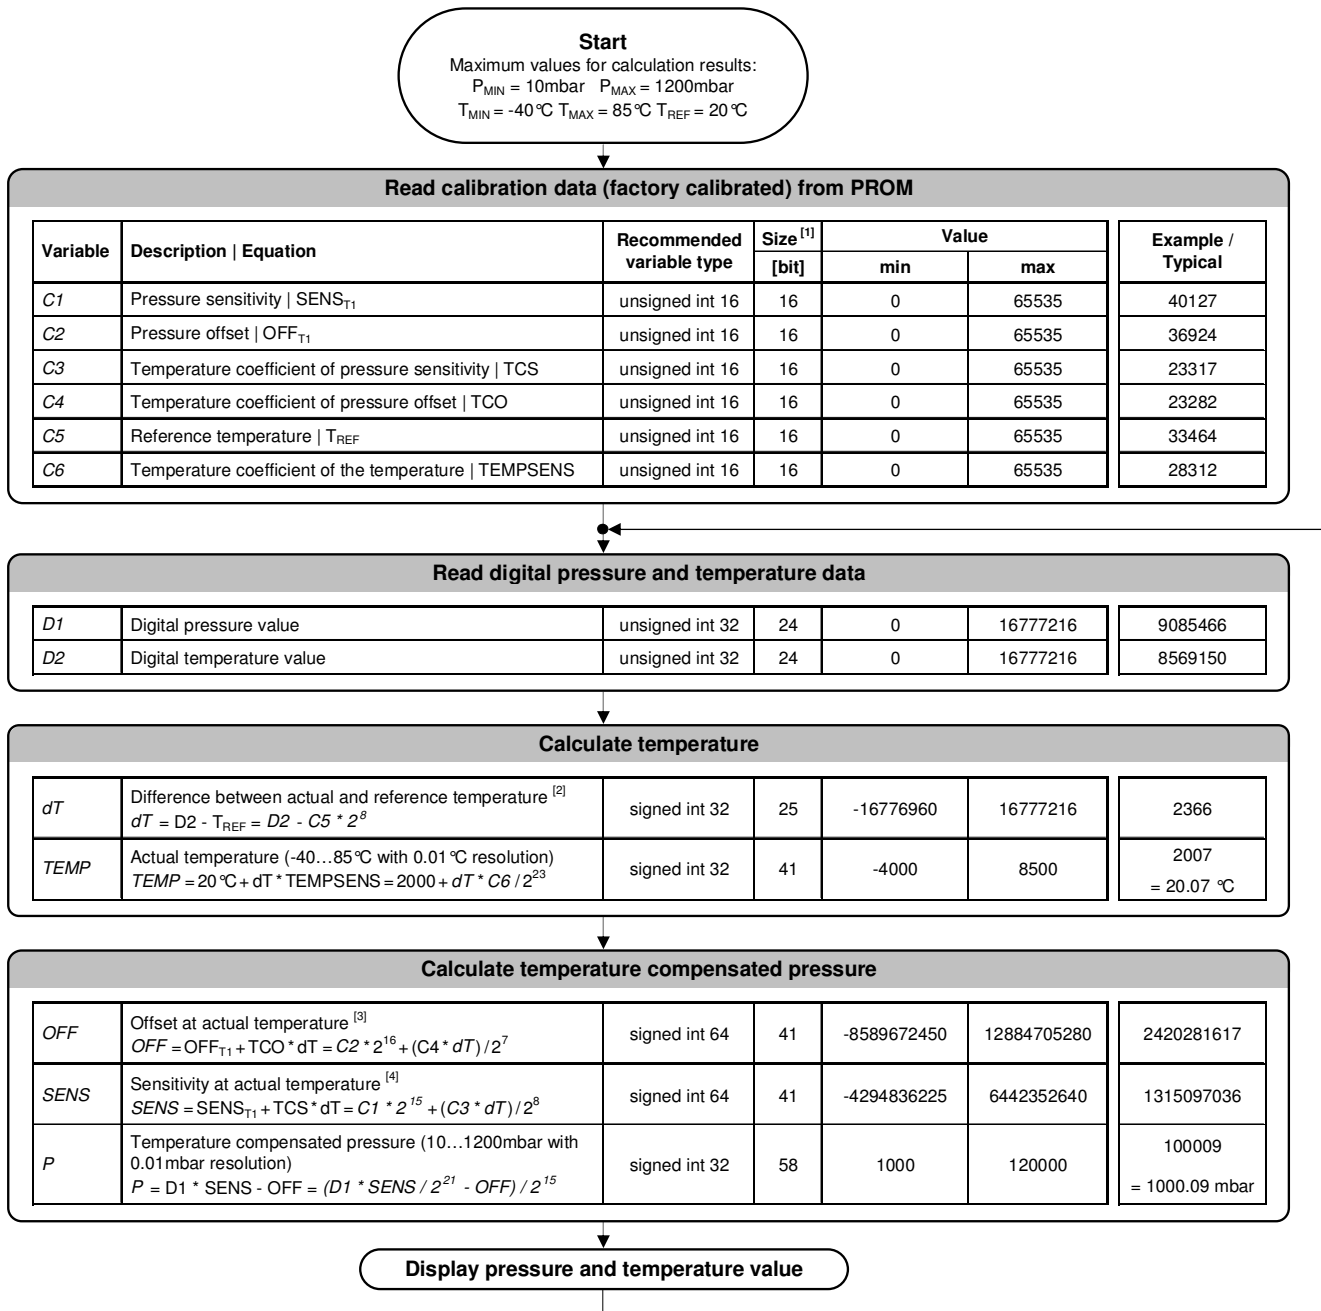 Start
Maximum values for calculation results:
PMIN = 10mbar PMAX = 1200mbar
TMIN = -40°C TMAX = 85°C TREF = 20°C
Read calibration data (factory calibrated) from PROM
Variable Description | Equation Recommended variable type Size [1] [bit] Value min max Example / Typical
C1 Pressure sensitivity | SENST1 unsigned int 16 16 0 65535 40127
C2 Pressure offset | OFFT1 unsigned int 16 16 0 65535 36924
C3 Temperature coefficient of pressure sensitivity | TCS unsigned int 16 16 0 65535 23317
C4 Temperature coefficient of pressure offset | TCO unsigned int 16 16 0 65535 23282
C5 Reference temperature | TREF unsigned int 16 16 0 65535 33464
C6 Temperature coefficient of the temperature | TEMPSENS unsigned int 16 16 0 65535 28312
Read digital pressure and temperature data
D1 Digital pressure value unsigned int 32 24 0 16777216 9085466
D2 Digital temperature value unsigned int 32 24 0 16777216 8569150
Calculate temperature
dT Difference between actual and reference temperature [2]
dT = D2 - TREF = D2 - C5 * 2^8 signed int 32 25 -16776960 16777216 2366
TEMP Actual temperature (-40…85°C with 0.01°C resolution)
TEMP = 20°C + dT * TEMPSENS = 2000 + dT * C6 / 2^23 signed int 32 41 -4000 8500 2007
= 20.07 °C
Calculate temperature compensated pressure
OFF Offset at actual temperature [3]
OFF = OFFT1 + TCO * dT = C2 * 2^16 + (C4 * dT) / 2^7 signed int 64 41 -8589672450 12884705280 2420281617
SENS Sensitivity at actual temperature [4]
SENS = SENST1 + TCS * dT = C1 * 2^15 + (C3 * dT) / 2^8 signed int 64 41 -4294836225 6442352640 1315097036
P Temperature compensated pressure (10…1200mbar with
0.01mbar resolution)
P = D1 * SENS - OFF = (D1 * SENS / 2^21 - OFF) / 2^15 signed int 32 58 1000 120000 100009
= 1000.09 mbar
Display pressure and temperature value